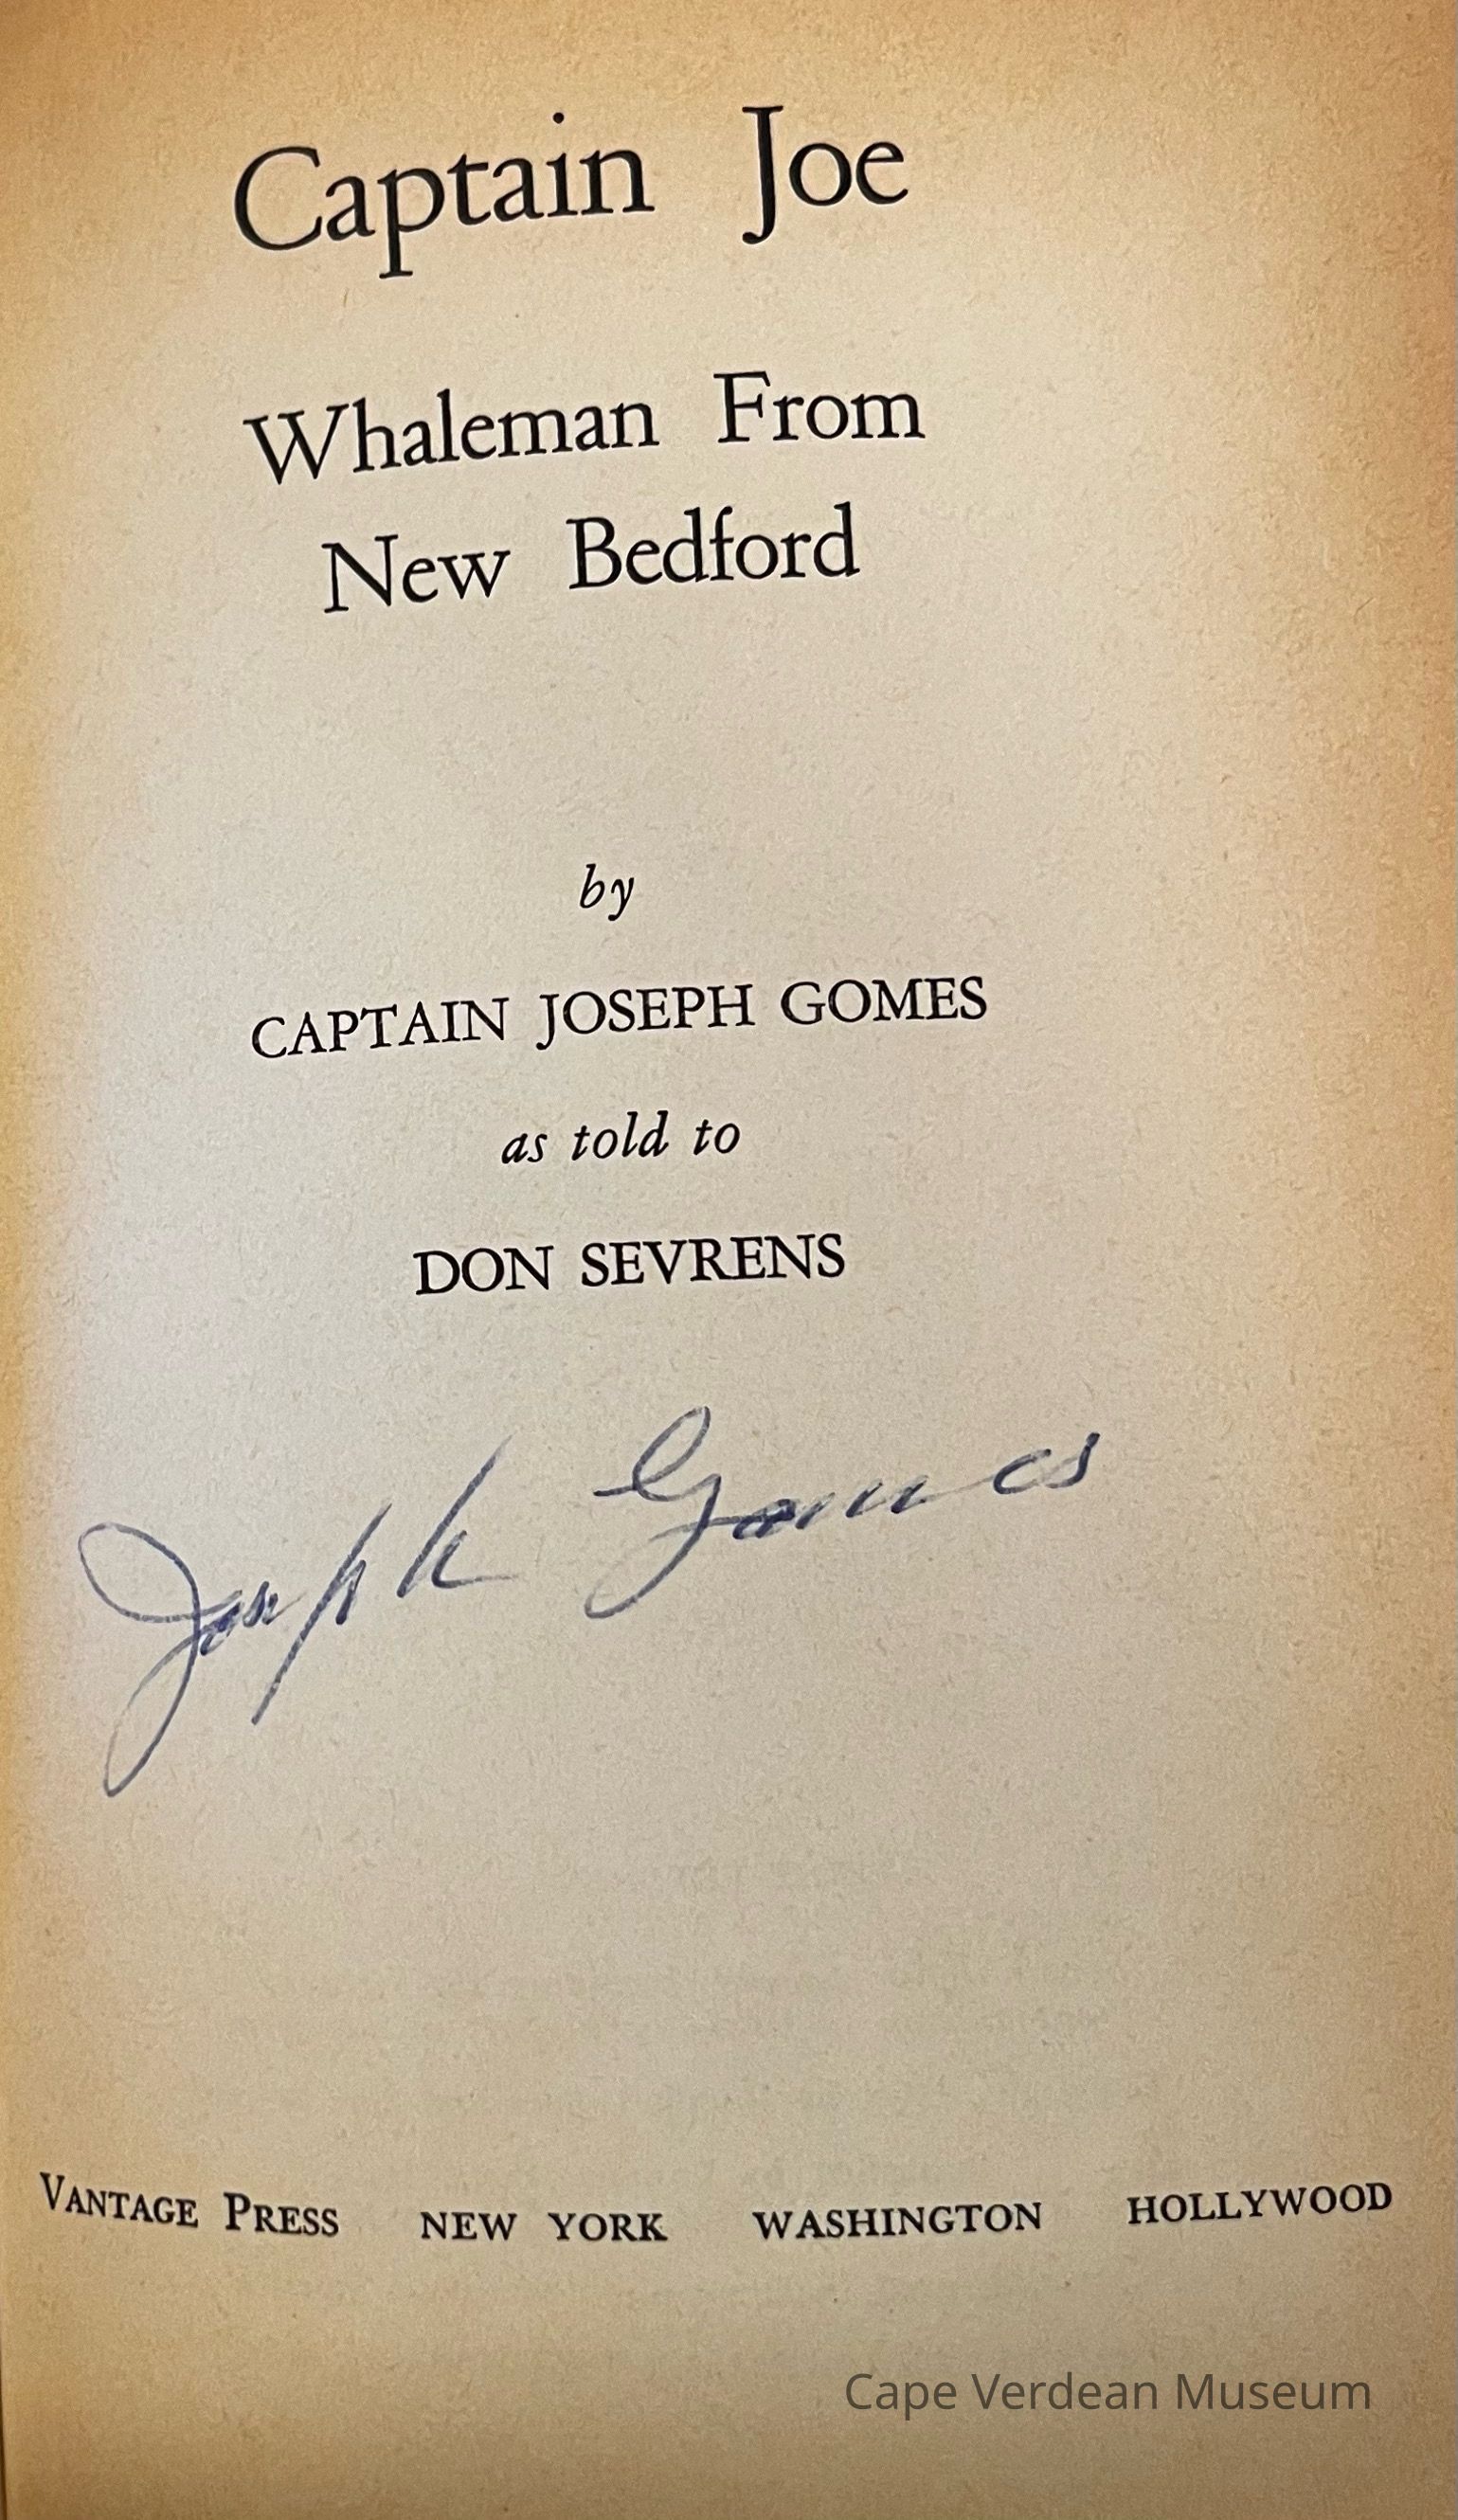 Captain Joe
Whaleman From
New Bedford
by
CAPTAIN JOSEPH GOMES
as told to
DON SEVRENS
Joseph Gomes
VANTAGE PRESS NEW YORK WASHINGTON HOLLYWOOD
Cape Verdean Museum